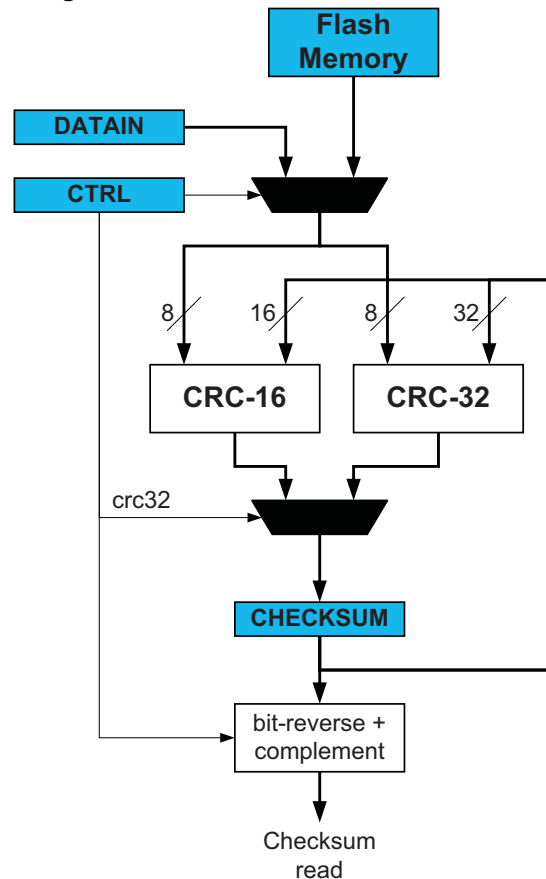 Flash
Memory
DATAIN
CTRL
8
16
8
32
CRC-16
CRC-32
crc32
CHECKSUM
bit-reverse +
complement
Checksum
read